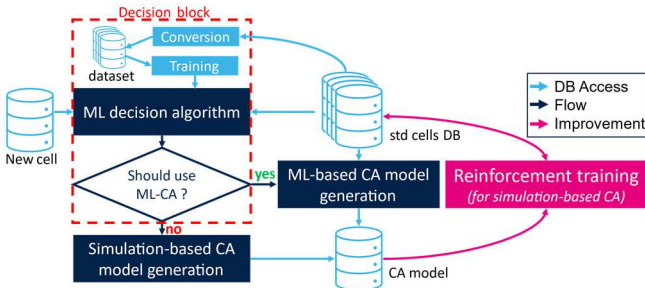 Decision block
Conversion
dataset
Training
New cell
ML decision algorithm
std cells DB
DB Access
Flow
Improvement
Should use
ML-CA ?
yes
no
ML-based CA model
generation
Reinforcement training
(for simulation-based CA)
Simulation-based CA
model generation
CA model